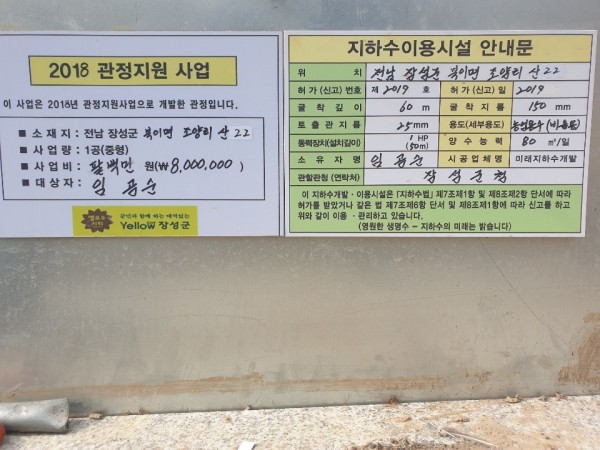 2018 관정지원 사업
이 사업은 2018년 관정지원사업으로 개발한 관정입니다.
■ 소 재 지 : 전남 장성군 북이면 조양리 산 22
■ 사 업 량 : 1공(중형)
■ 사 업 비 : 팔백만 원(₩8,000,000)
■ 대 상 자 : 임
군민과 함께 하는
Yellow 장성군
지하수이용시설 안내문
위 치 전남 장성군 북이면 조양리 산 22
허 가 (신고) 번호 제 2019 호 허 가 (신고) 일 2019
굴 착 깊 이 60 m 굴 착 지 름 150 mm
토 출 관 지 름 25 mm 용도(세부용도) 농업용수
동력장치(설치깊이) 1 HP (50m) 양 수 능 력 80 ㎥/일
소 유 자 명 임 시 공 업 체 명 미래지하수개발
관할관청(연락처) 장 성 군 청
이 지하수개발ㆍ이용시설은 「지하수법」 제7조제1항 및 제8조제2항 단서에 따라
허가를 받았거나 같은 법 제7조제6항 단서 및 제8조제1항에 따라 신고를 하고
위와 같이 이용ㆍ관리하고 있습니다.
(영원한 생명수 – 지하수의 미래는 밝습니다)